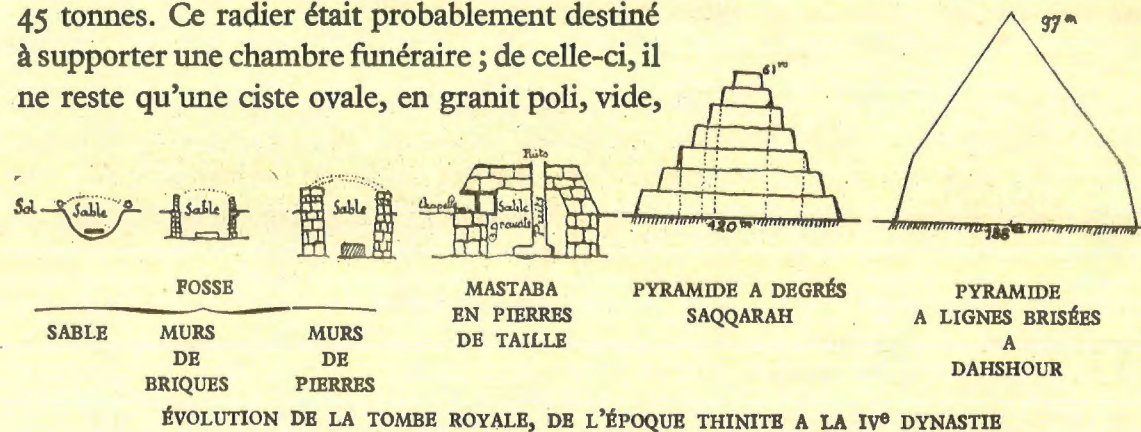 45 tonnes. Ce radier était probablement destiné
à supporter une chambre funéraire ; de celle-ci, il
ne reste qu'une ciste ovale, en granit poli, vide,
97 m
61 m
Puits
Sol
Sable
Sable
Sable
Chapelle
Sable
gravats
Puits
120 m
188 m
FOSSE
MASTABA
EN PIERRES
DE TAILLE
PYRAMIDE A DEGRÉS
SAQQARAH
PYRAMIDE
A LIGNES BRISÉES
A
DAHSHOUR
SABLE
MURS
DE
BRIQUES
MURS
DE
PIERRES
ÉVOLUTION DE LA TOMBE ROYALE, DE L'ÉPOQUE THINITE A LA IVe DYNASTIE